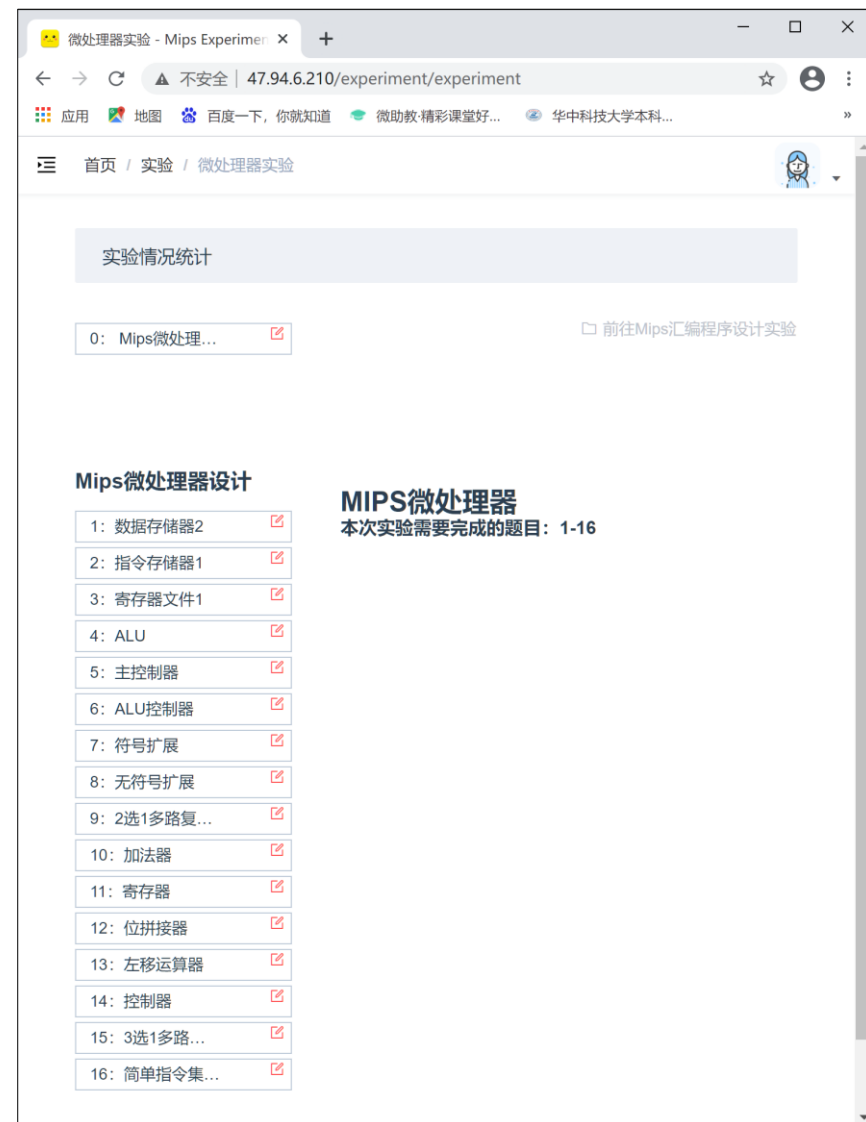 微处理器实验 - Mips Experimen
不安全 | 47.94.6.210/experiment/experiment
应用 地图 百度一下，你就知道 微助教·精彩课堂好... 华中科技大学本科...
首页 / 实验 / 微处理器实验
实验情况统计
0： Mips微处理...
前往Mips汇编程序设计实验
Mips微处理器设计
1：数据存储器2
2：指令存储器1
3：寄存器文件1
4：ALU
5：主控制器
6：ALU控制器
7：符号扩展
8：无符号扩展
9：2选1多路复...
10：加法器
11：寄存器
12：位拼接器
13：左移运算器
14：控制器
15：3选1多路...
16：简单指令集...
MIPS微处理器
本次实验需要完成的题目：1-16